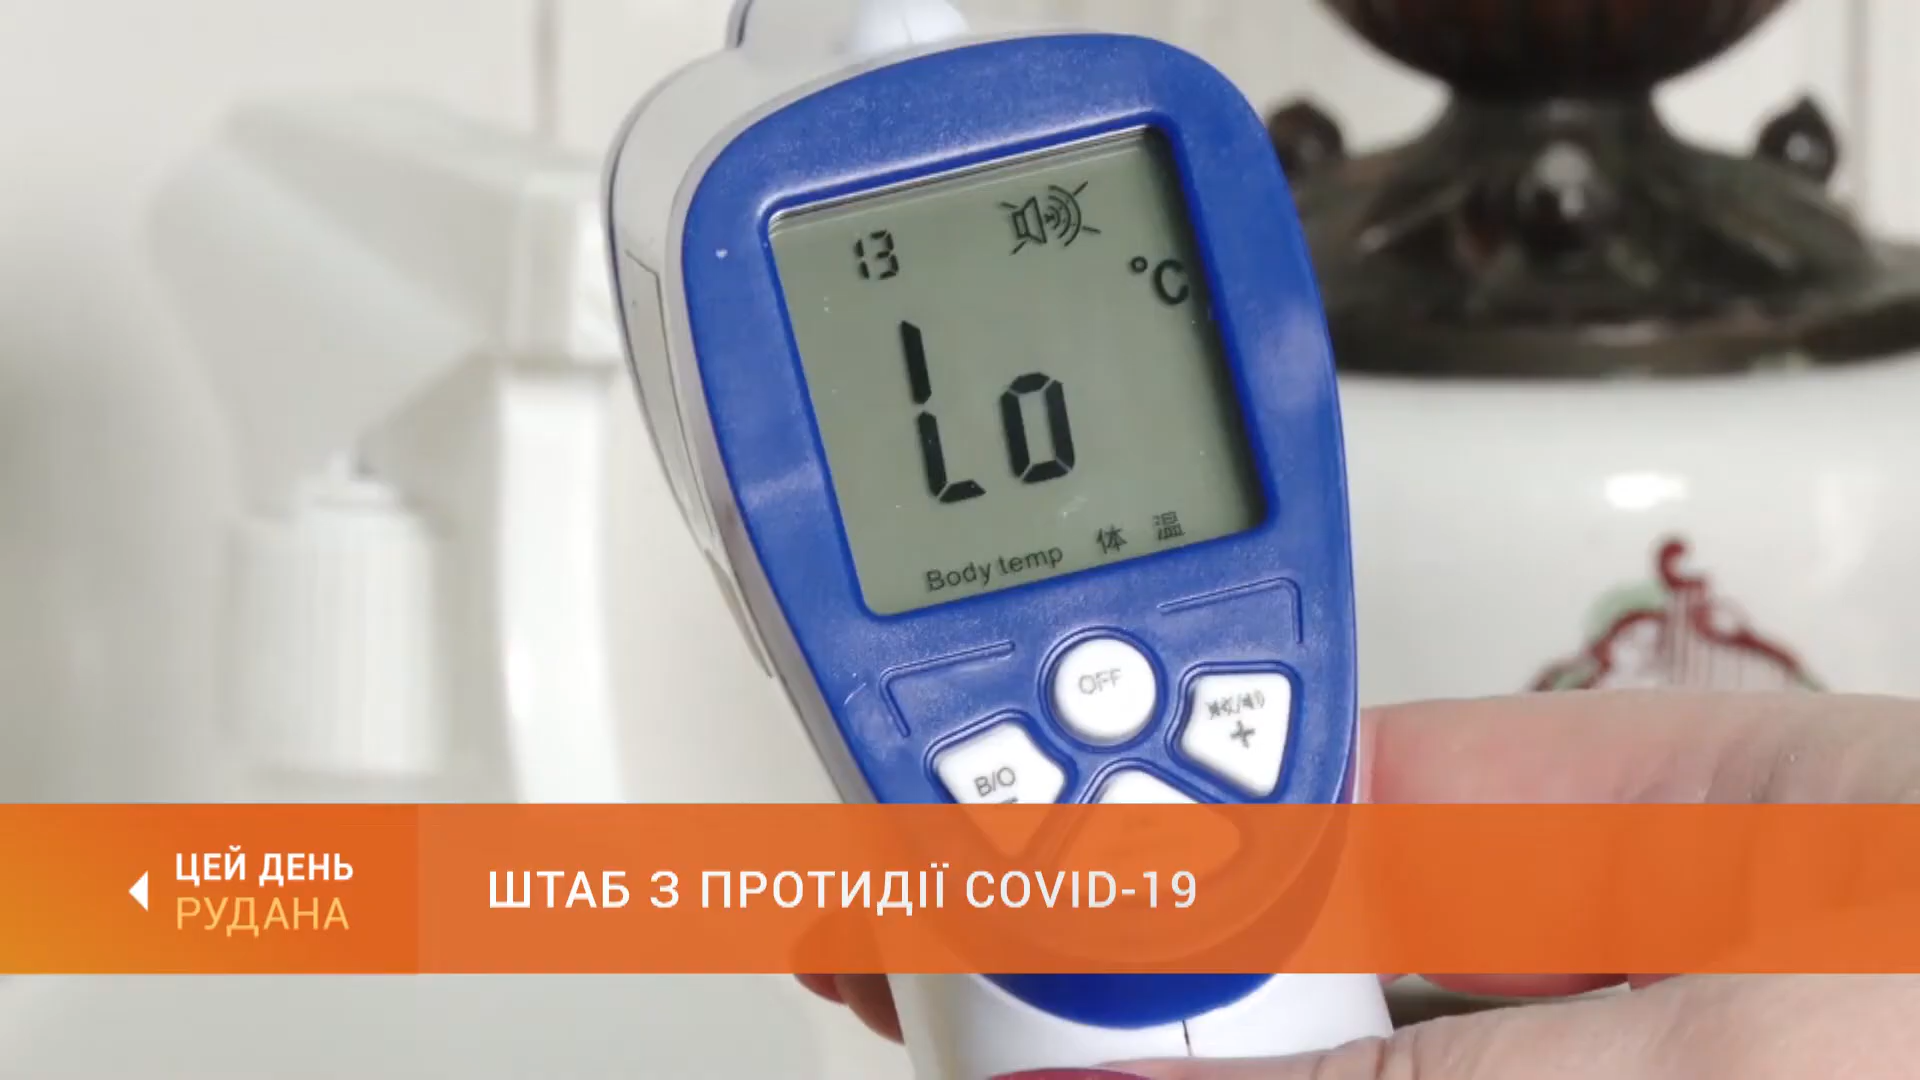 13
°C
Lo
Body temp 体 温
OFF
B/O
+
ЦЕЙ ДЕНЬ
РУДАНА
ШТАБ З ПРОТИДІЇ COVID-19